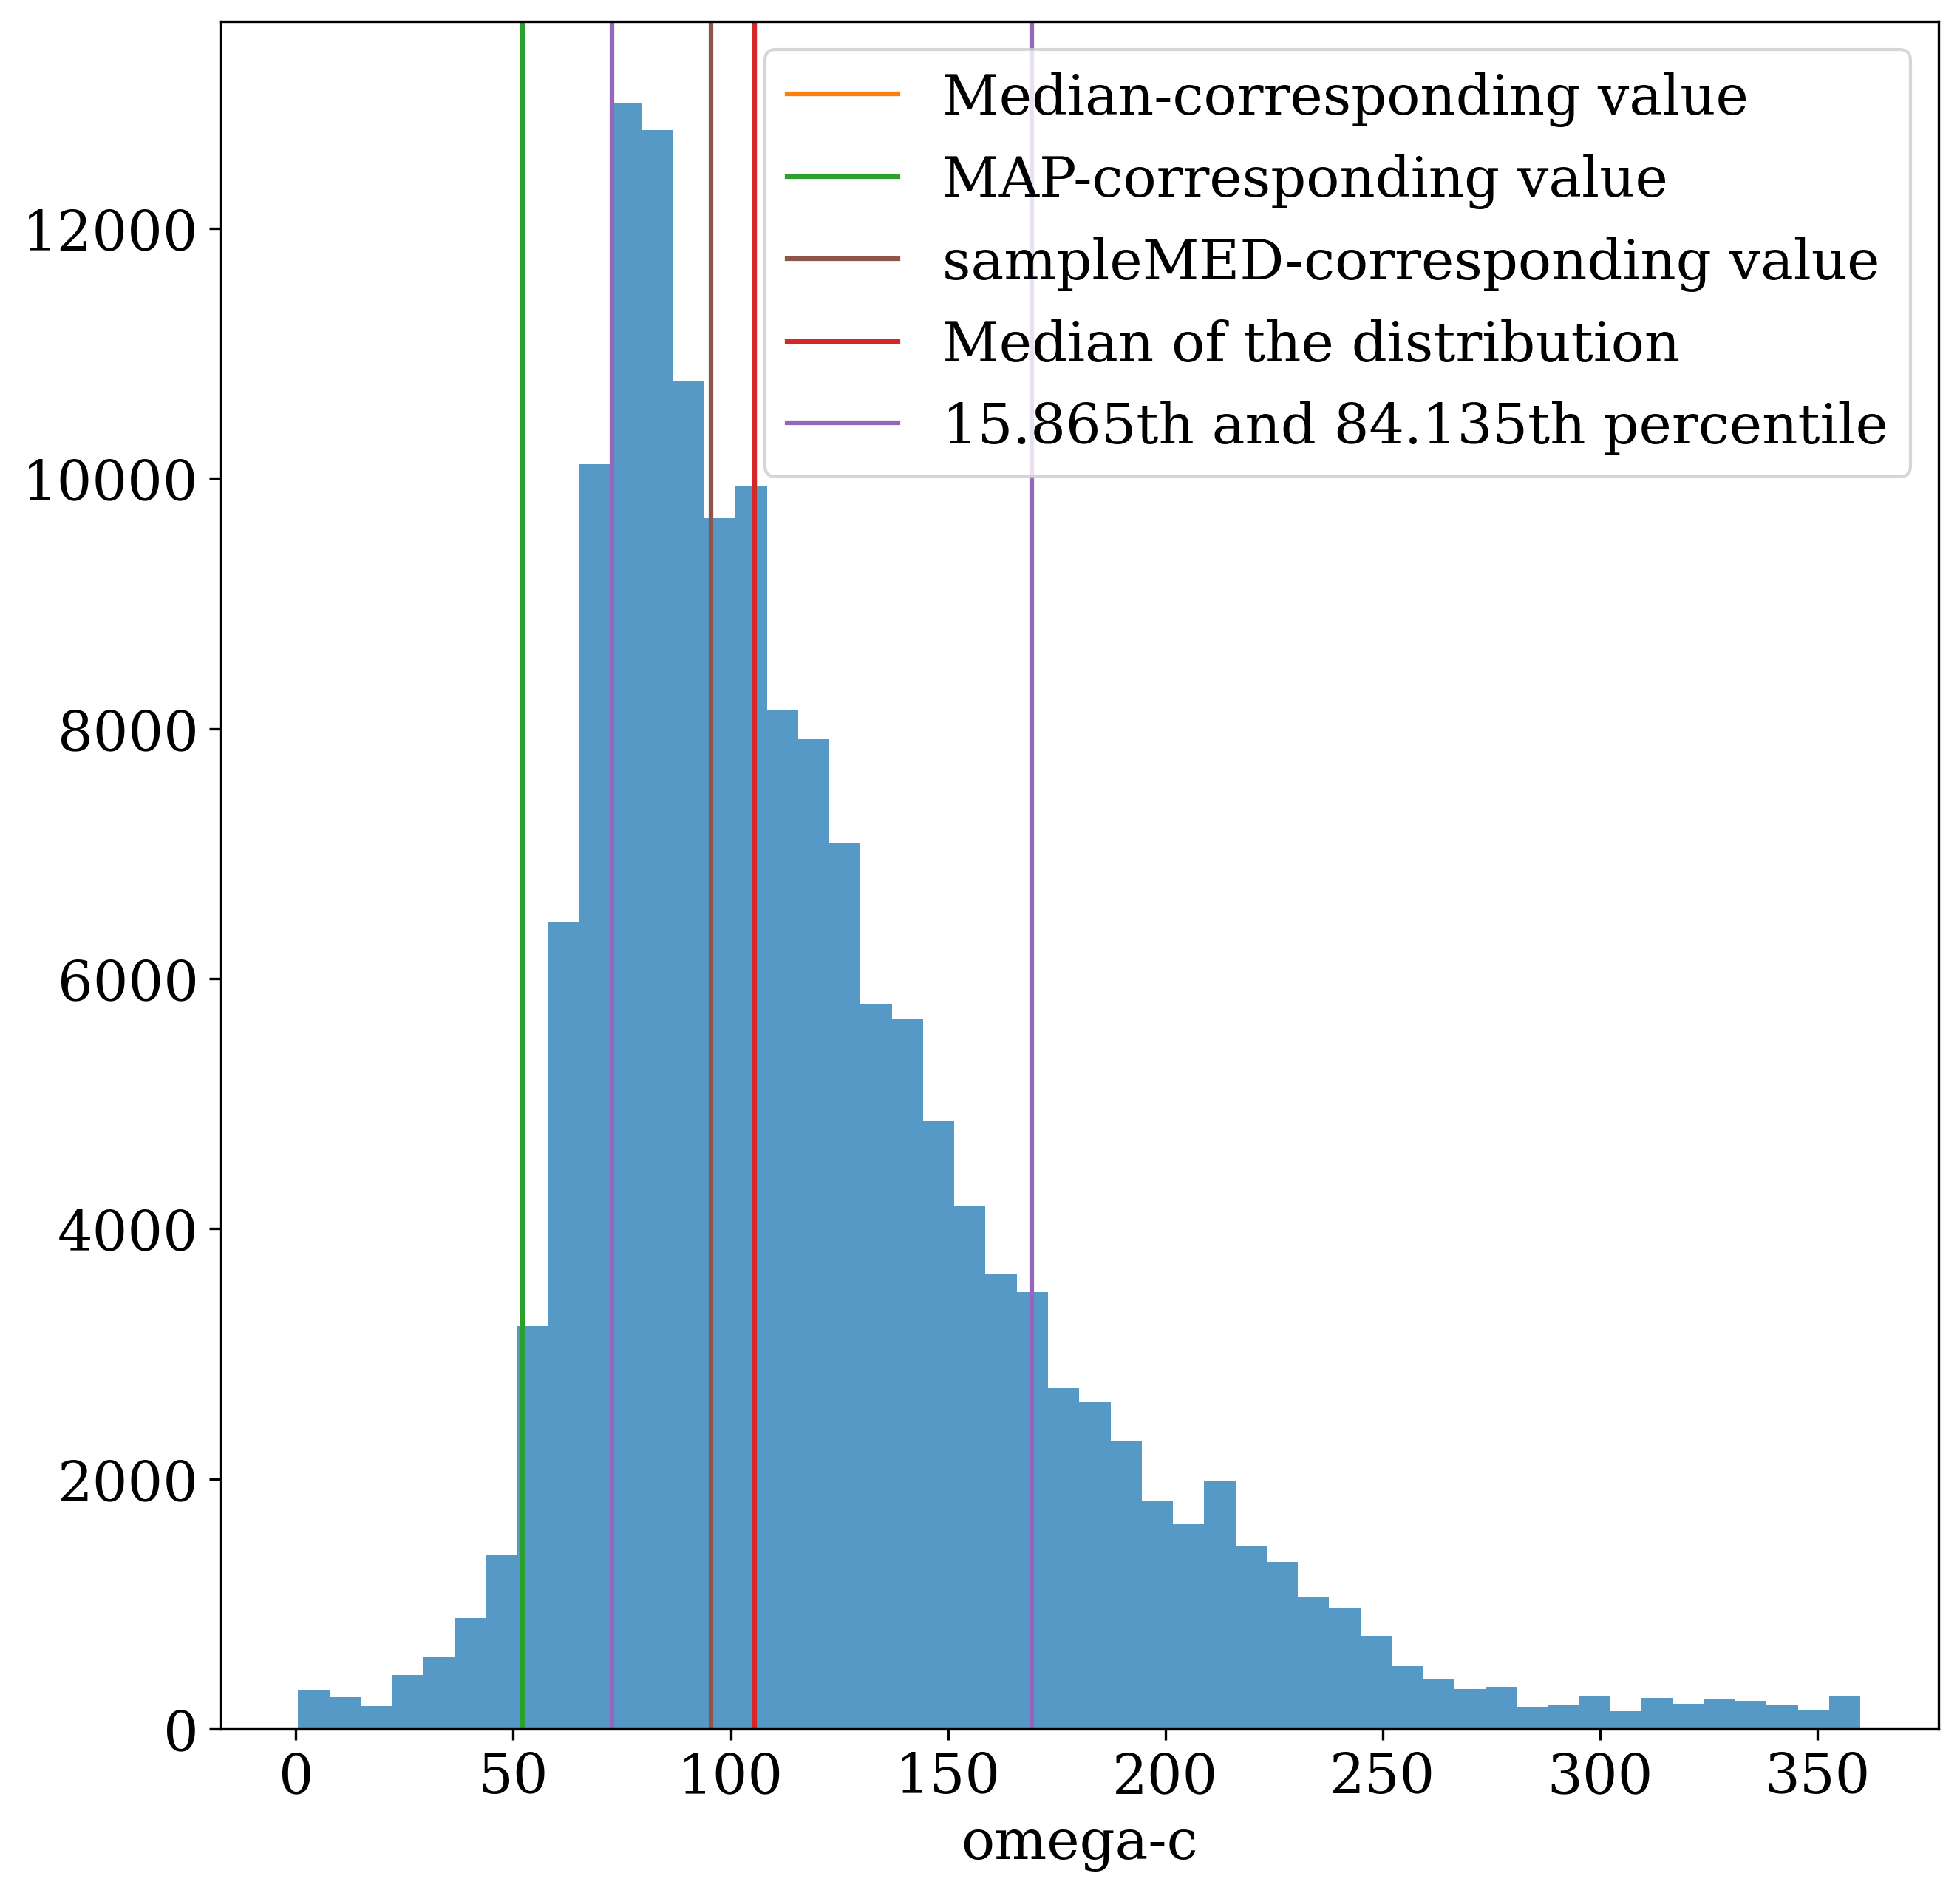 Median-corresponding value
MAP-corresponding value
sampleMED-corresponding value
Median of the distribution
15.865th and 84.135th percentile
12000
10000
8000
6000
4000
2000
0
0 50 100 150 200 250 300 350
omega-c